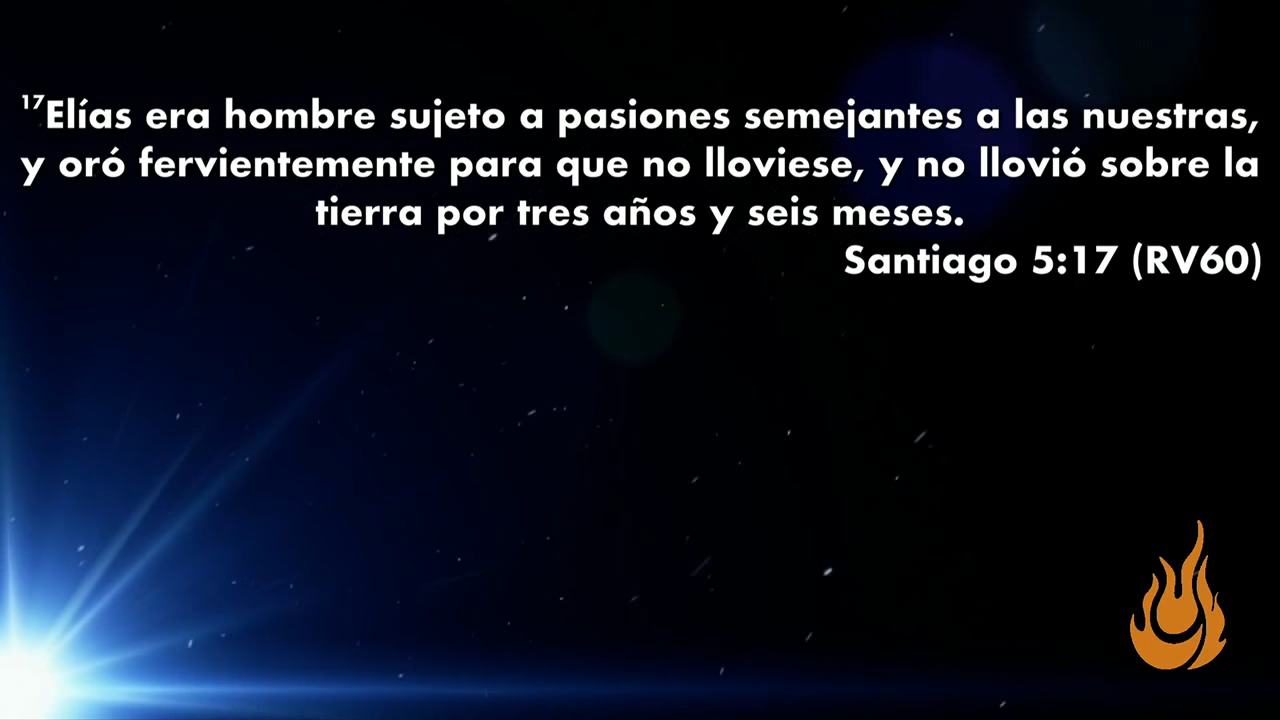 ¹⁷Elías era hombre sujeto a pasiones semejantes a las nuestras,
y oró fervientemente para que no lloviese, y no llovió sobre la
tierra por tres años y seis meses.
Santiago 5:17 (RV60)